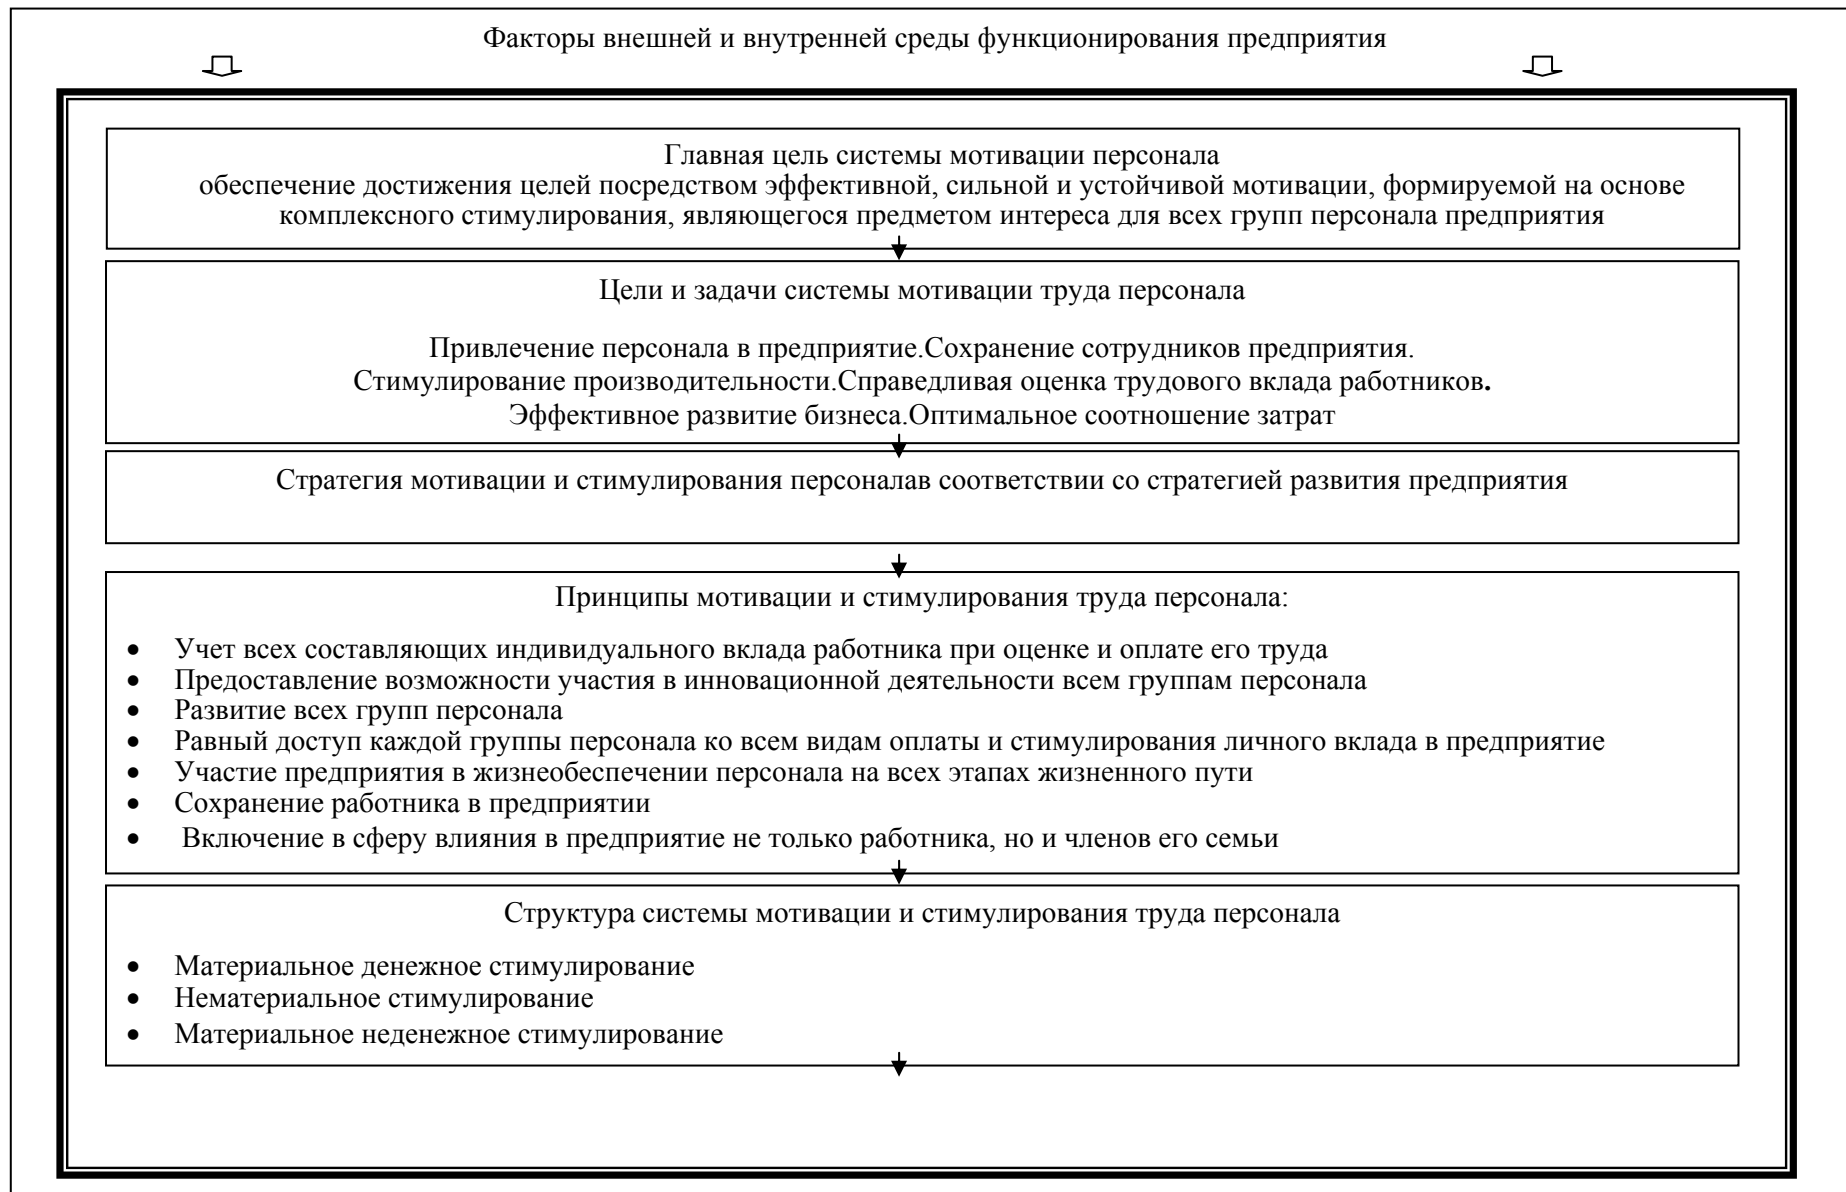 Факторы внешней и внутренней среды функционирования предприятия
Главная цель системы мотивации персонала
обеспечение достижения целей посредством эффективной, сильной и устойчивой мотивации, формируемой на основе
комплексного стимулирования, являющегося предметом интереса для всех групп персонала предприятия
Цели и задачи системы мотивации труда персонала
Привлечение персонала в предприятие.Сохранение сотрудников предприятия.
Стимулирование производительности.Справедливая оценка трудового вклада работников.
Эффективное развитие бизнеса.Оптимальное соотношение затрат
Стратегия мотивации и стимулирования персоналав соответствии со стратегией развития предприятия
Принципы мотивации и стимулирования труда персонала:
• Учет всех составляющих индивидуального вклада работника при оценке и оплате его труда
• Предоставление возможности участия в инновационной деятельности всем группам персонала
• Развитие всех групп персонала
• Равный доступ каждой группы персонала ко всем видам оплаты и стимулирования личного вклада в предприятие
• Участие предприятия в жизнеобеспечении персонала на всех этапах жизненного пути
• Сохранение работника в предприятии
• Включение в сферу влияния в предприятие не только работника, но и членов его семьи
Структура системы мотивации и стимулирования труда персонала
• Материальное денежное стимулирование
• Нематериальное стимулирование
• Материальное неденежное стимулирование